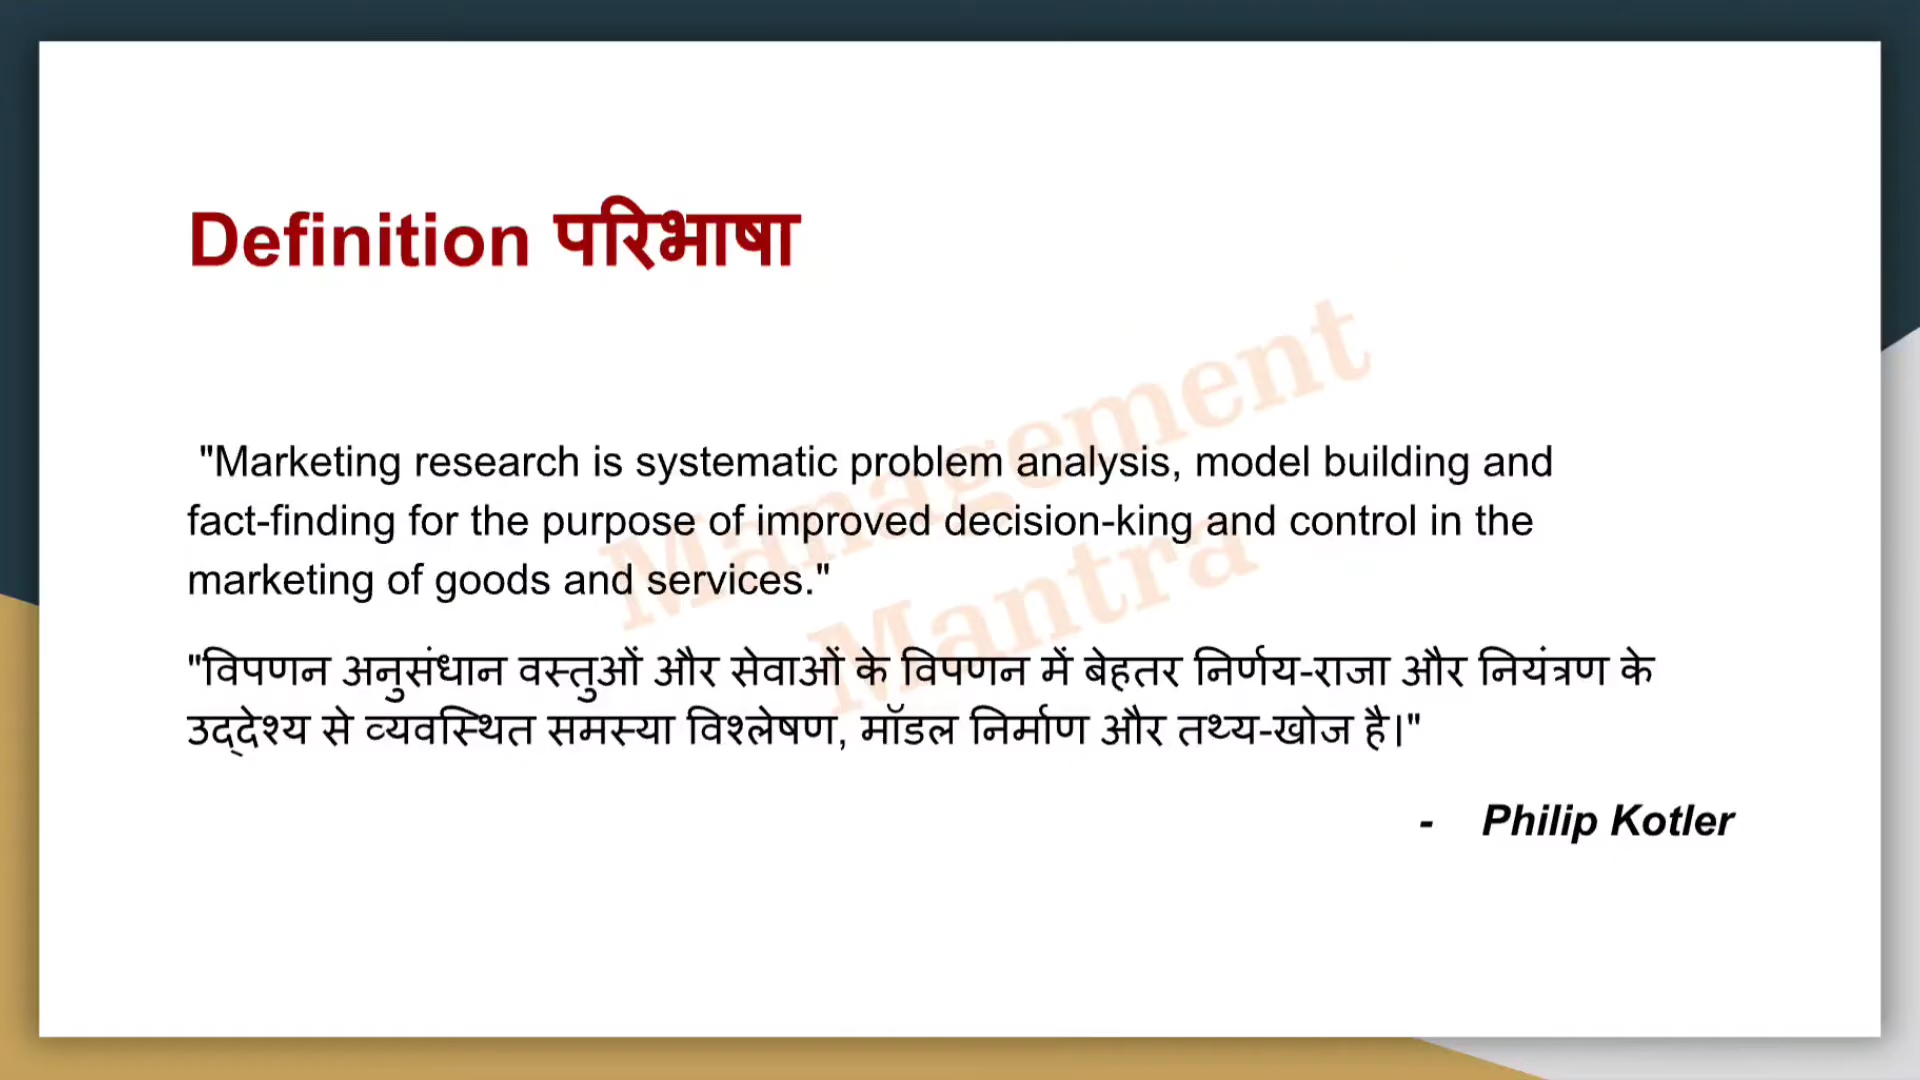 Definition परिभाषा
"Marketing research is systematic problem analysis, model building and
fact-finding for the purpose of improved decision-king and control in the
marketing of goods and services."
"विपणन अनुसंधान वस्तुओं और सेवाओं के विपणन में बेहतर निर्णय-राजा और नियंत्रण के
उद्देश्य से व्यवस्थित समस्या विश्लेषण, मॉडल निर्माण और तथ्य-खोज है।"
- Philip Kotler
Management
Mantra